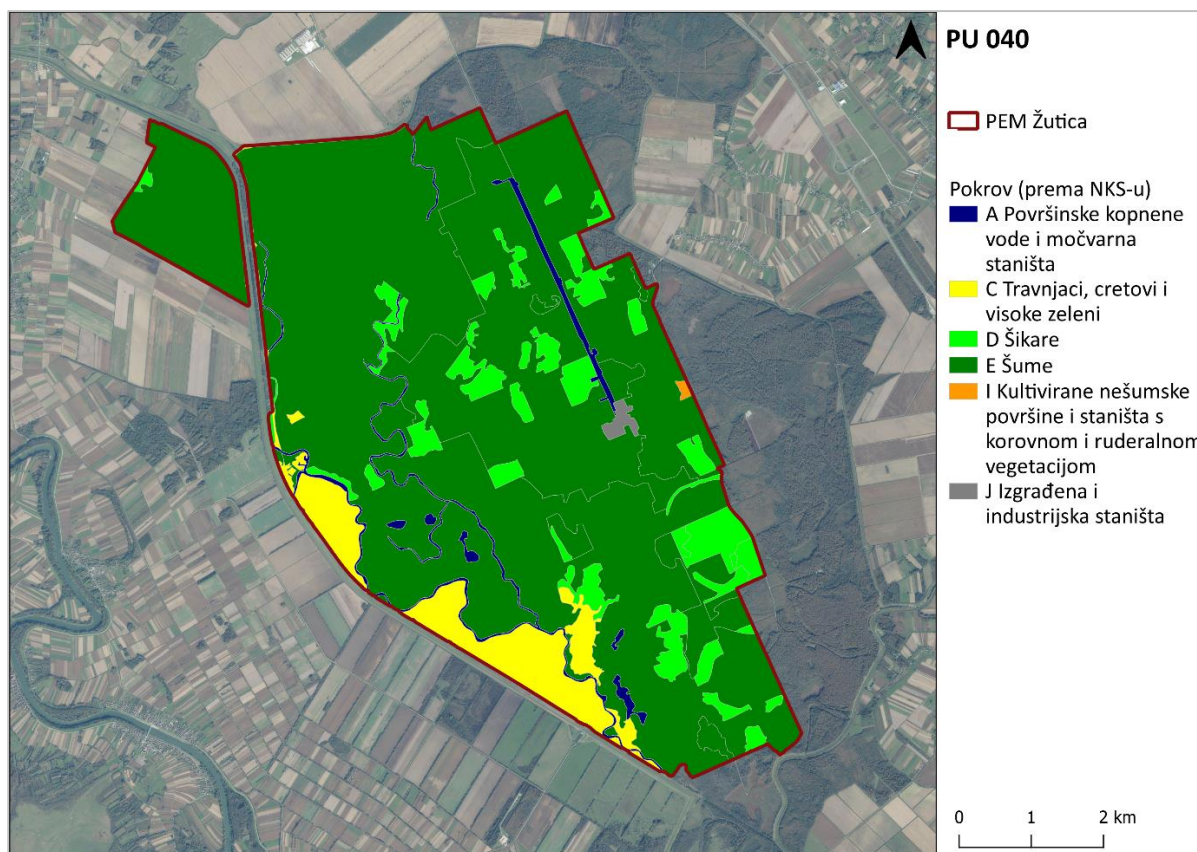 PU 040
PEM Žutica
Pokrov (prema NKS-u)
A Površinske kopnene
vode i močvarna
staništa
C Travnjaci, cretovi i
visoke zeleni
D Šikare
E Šume
I Kultivirane nešumske
površine i staništa s
korovnom i ruderalnom
vegetacijom
J Izgrađena i
industrijska staništa
0 1 2 km